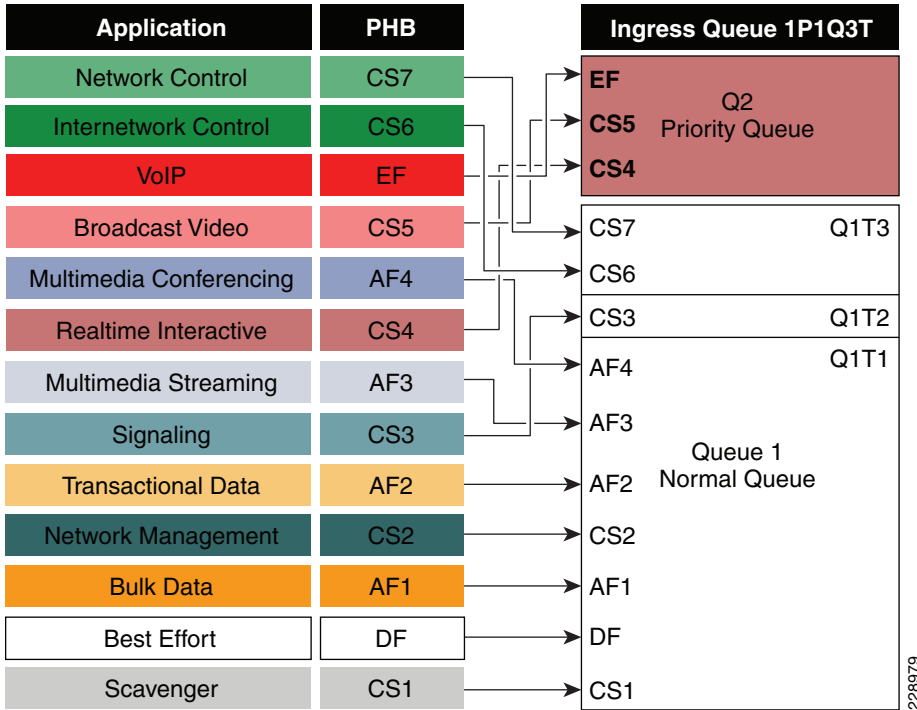 Application PHB Ingress Queue 1P1Q3T
Network Control CS7
Internetwork Control CS6
VoIP EF
Broadcast Video CS5
Multimedia Conferencing AF4
Realtime Interactive CS4
Multimedia Streaming AF3
Signaling CS3
Transactional Data AF2
Network Management CS2
Bulk Data AF1
Best Effort DF
Scavenger CS1
EF
CS5
CS4
Q2
Priority Queue
CS7 Q1T3
CS6
CS3 Q1T2
AF4 Q1T1
AF3
Queue 1
Normal Queue
AF2
CS2
AF1
DF
CS1
228979